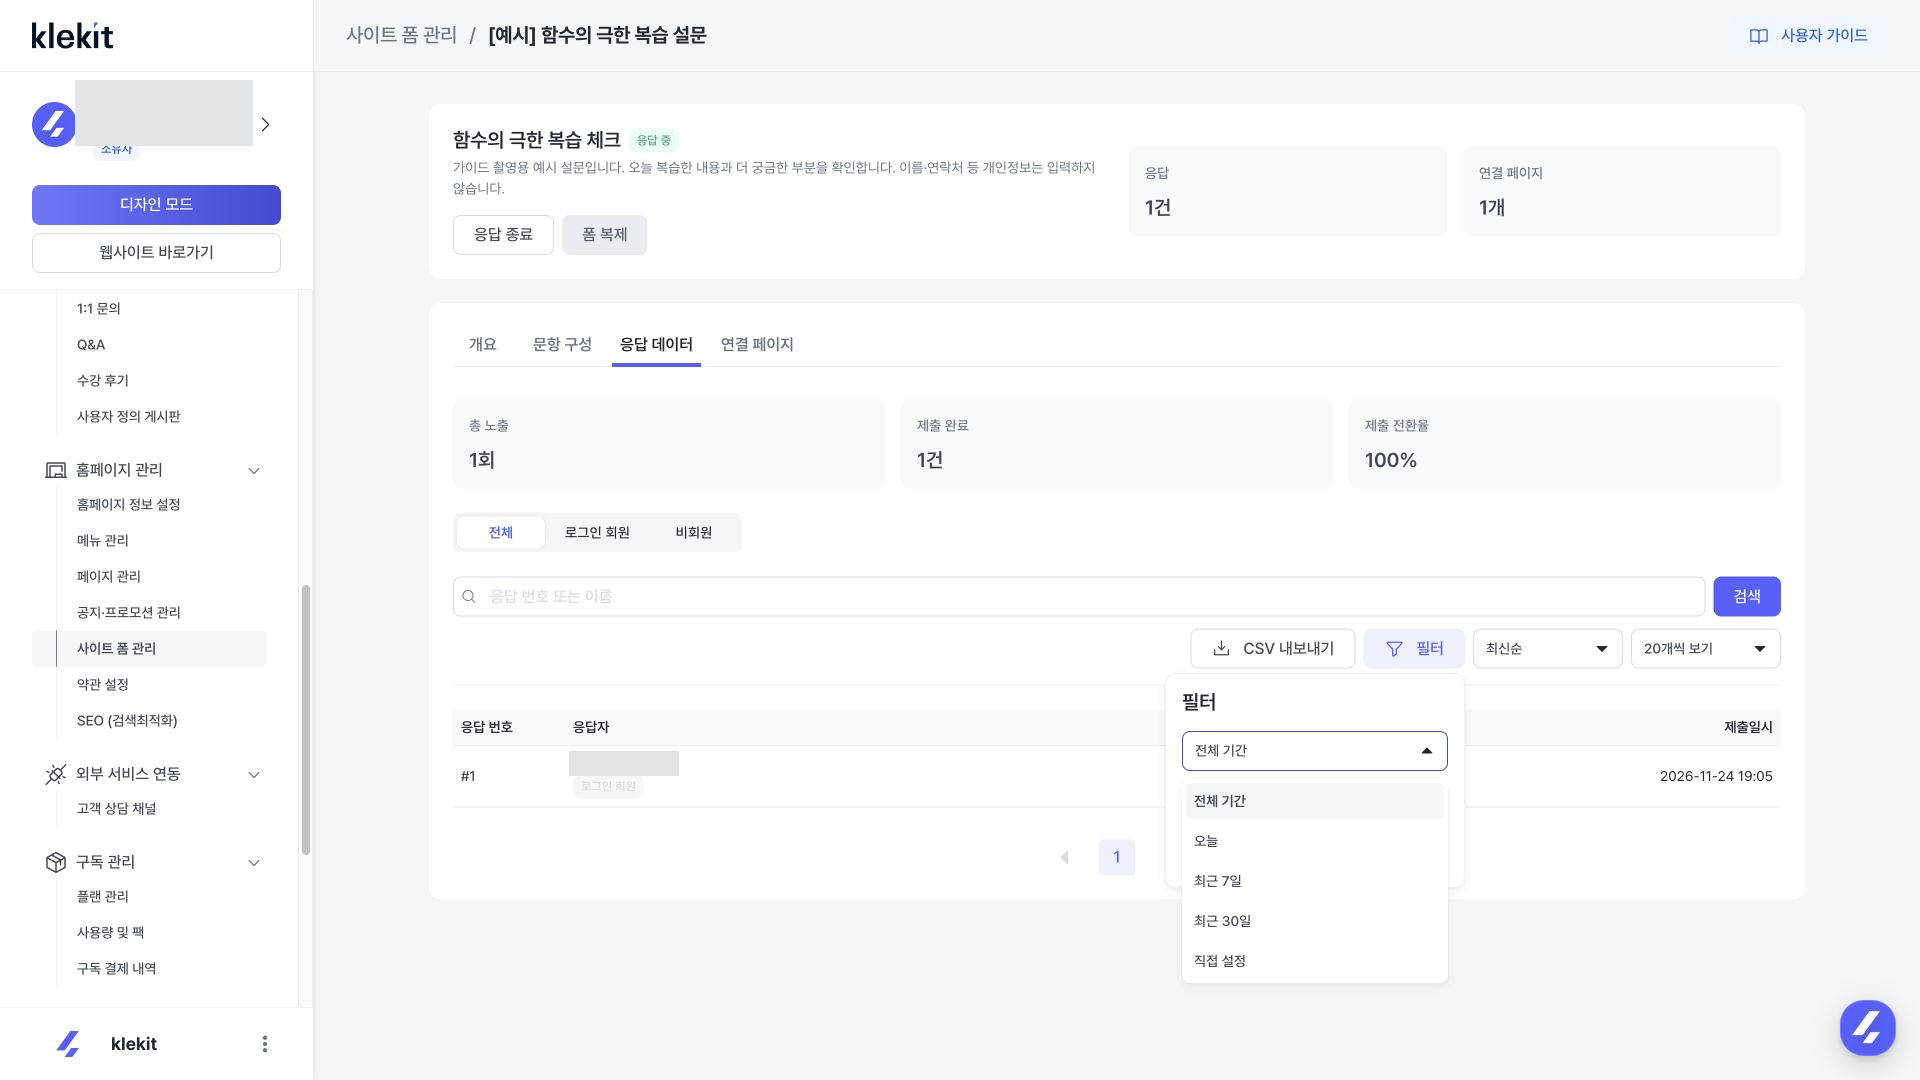 klekit
사이트 폼 관리 / [예시] 함수의 극한 복습 설문
사용자 가이드
소유자
디자인 모드
웹사이트 바로가기
1:1 문의
Q&A
수강 후기
사용자 정의 게시판
홈페이지 관리
홈페이지 정보 설정
메뉴 관리
페이지 관리
공지·프로모션 관리
사이트 폼 관리
약관 설정
SEO (검색최적화)
외부 서비스 연동
고객 상담 채널
구독 관리
플랜 관리
사용량 및 팩
구독 결제 내역
klekit
함수의 극한 복습 체크 응답 중
가이드 촬영용 예시 설문입니다. 오늘 복습한 내용과 더 궁금한 부분을 확인합니다. 이름·연락처 등 개인정보는 입력하지
않습니다.
응답 종료 폼 복제
응답
1건
연결 페이지
1개
개요 문항 구성 응답 데이터 연결 페이지
총 노출
1회
제출 완료
1건
제출 전환율
100%
전체 로그인 회원 비회원
응답 번호 또는 이름
검색
CSV 내보내기 필터 최신순 20개씩 보기
응답 번호 응답자 제출일시
#1
로그인 회원
2026-11-24 19:05
1
필터
전체 기간
전체 기간
오늘
최근 7일
최근 30일
직접 설정